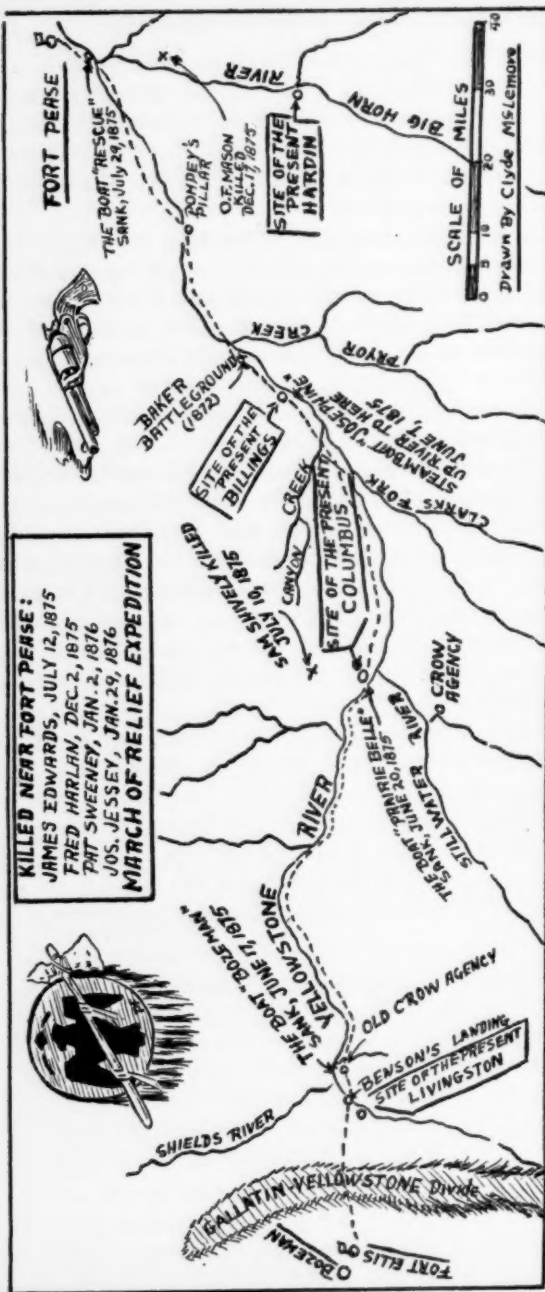 KILLED NEAR FORT PEASE:
JAMES EDWARDS, JULY 12, 1875
FRED HARLAN, DEC. 2, 1875
PAT SWEENEY, JAN. 2, 1876
JOS. JESSEY, JAN. 29, 1876
MARCH OF RELIEF EXPEDITION
BOZEMAN
FORT ELLIS
GALLATIN-YELLOWSTONE Divide
SHIELDS RIVER
BENSON'S LANDING
SITE OF THE PRESENT
LIVINGSTON
OLD CROW AGENCY
THE BOAT "BOZEMAN"
SANK, JUNE 17, 1875
YELLOWSTONE
RIVER
THE BOAT "PRAIRIE BELLE"
SANK, JUNE 20, 1875
STILL WATER RIVER
CROW
AGENCY
SITE OF THE PRESENT
COLUMBUS
SAM SHIVELY KILLED
JULY 10, 1875
X
CANYON CREEK
CLARKS FORK
STEAMBOAT "JOSEPHINE"
UP RIVER TO HERE
JUNE 7, 1875
SITE OF THE
PRESENT
BILLINGS
BAKER
BATTLEGROUND
(1872)
PRYOR
CREEK
POMPEY'S
PILLAR
O.F. MASON
KILLED
DEC. 17, 1875
X
SITE OF THE
PRESENT
HARDIN
BIG HORN
RIVER
THE BOAT "RESCUE"
SANK, July 29, 1875
FORT PEASE
SCALE OF MILES
0 5 10 20 30 40
Drawn By Clyde McLemore